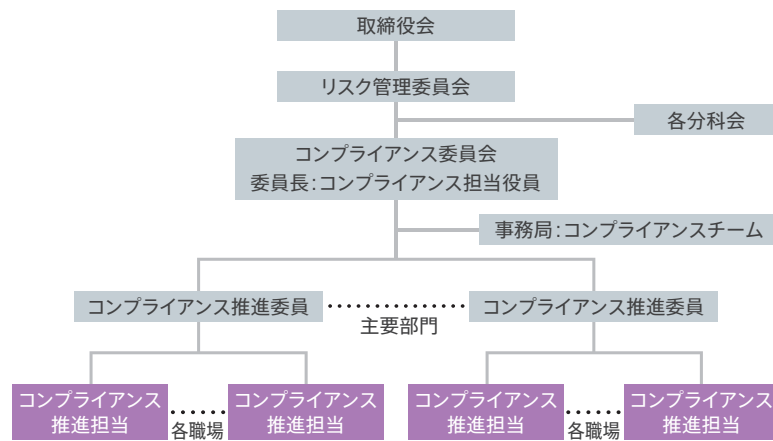 取締役会
リスク管理委員会
各分科会
コンプライアンス委員会
委員長：コンプライアンス担当役員
事務局：コンプライアンスチーム
コンプライアンス推進委員
主要部門
コンプライアンス推進委員
コンプライアンス
推進担当
各職場
コンプライアンス
推進担当
コンプライアンス
推進担当
各職場
コンプライアンス
推進担当